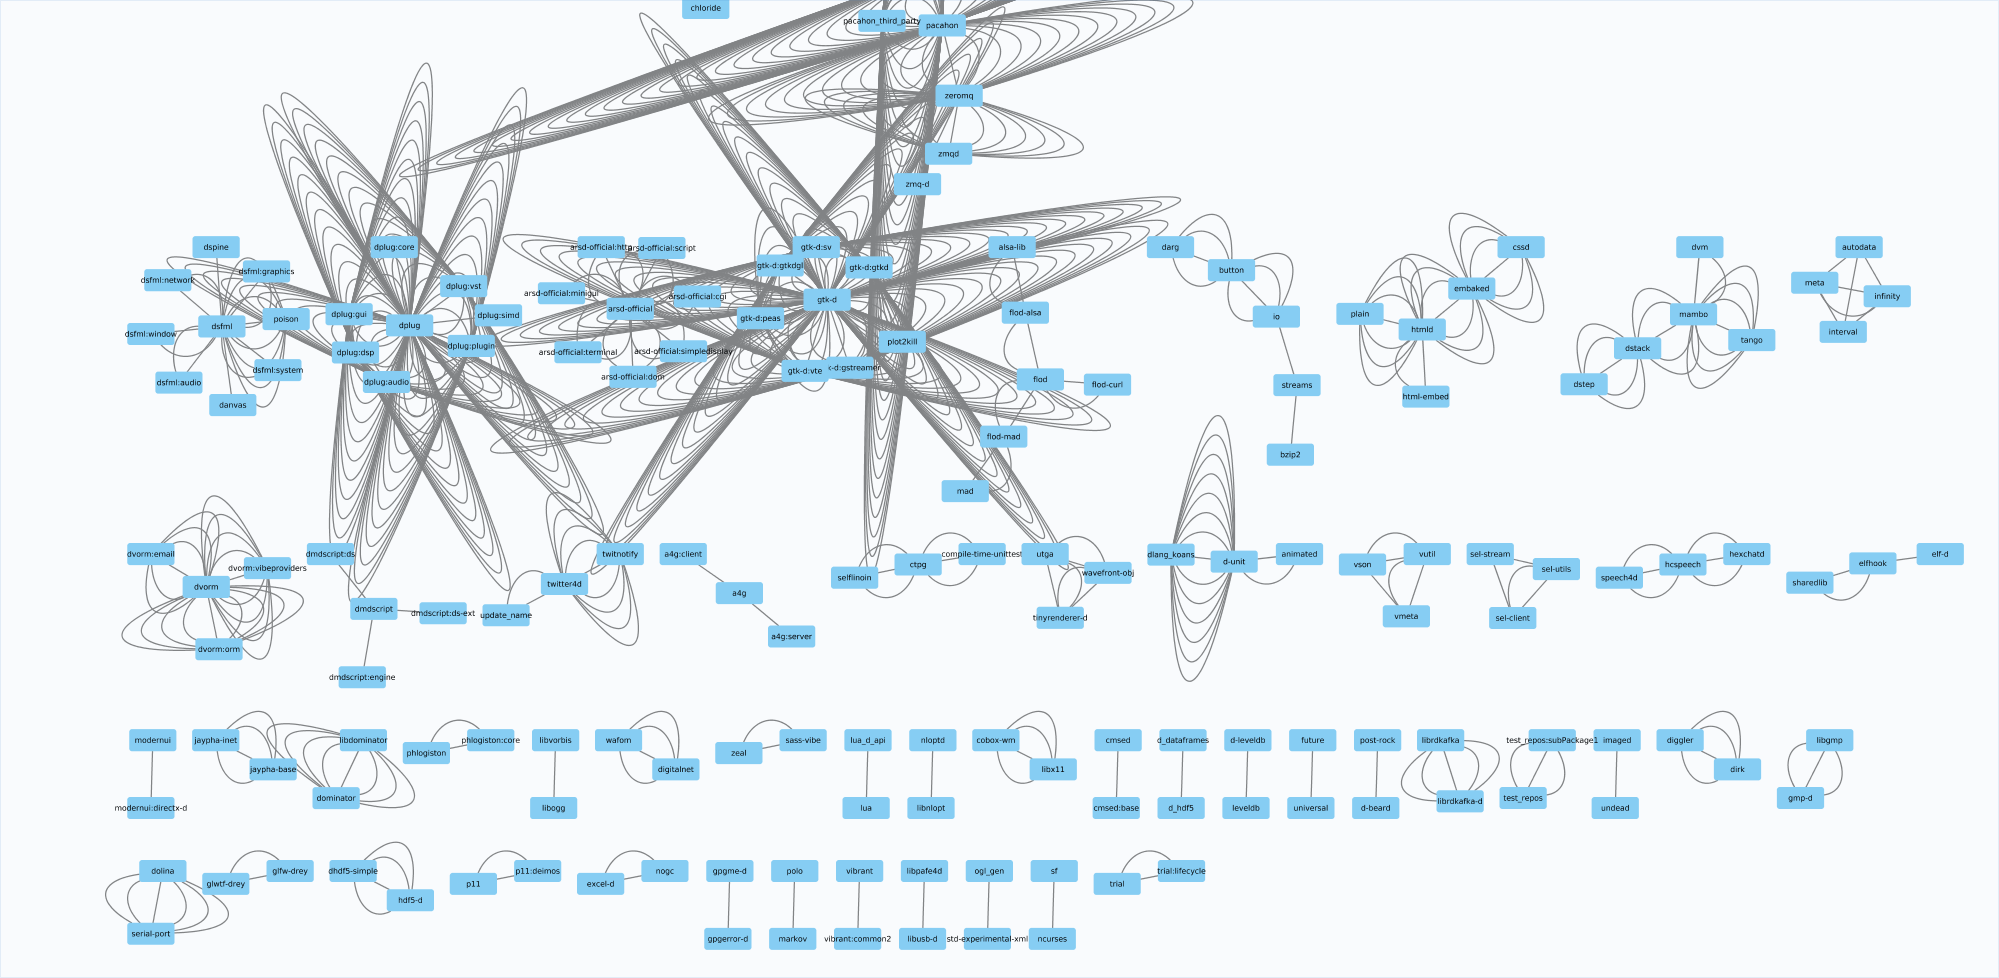 chloride
pacahon_third_party
pacahon
zeromq
zmqd
zmq-d
dspine
dplug:core
arsd-official:http
arsd-official:script
gtk-d:sv
alsa-lib
darg
cssd
dvm
autodata
dsfml:network
dsfml:graphics
dplug:vst
arsd-official:minigui
arsd-official:cgi
gtk-d:gtkdgl
gtk-d:gtkd
button
embaked
meta
infinity
dsfml:window
dsfml
poison
dplug:gui
dplug
dplug:simd
arsd-official
gtk-d:peas
gtk-d
flod-alsa
io
plain
htmld
mambo
tango
interval
dplug:dsp
dplug:plugin
arsd-official:terminal
arsd-official:simpledisplay
plot2kill
dstack
dsfml:audio
dsfml:system
dplug:audio
arsd-official:dom
gtk-d:vte
k-d:gstreamer
flod
flod-curl
streams
html-embed
dstep
danvas
flod-mad
bzip2
mad
dvorm:email
dvorm:vibeproviders
dmdscript:ds
twitnotify
a4g:client
compile-time-unittest
utga
dlang_koans
d-unit
animated
vson
vutil
sel-stream
sel-utils
hexchatd
elf-d
dvorm
twitter4d
selflinoin
ctpg
wavefront-obj
speech4d
hcspeech
elfhook
sharedlib
dmdscript
dmdscript:ds-ext
update_name
a4g
tinyrenderer-d
vmeta
sel-client
dvorm:orm
a4g:server
dmdscript:engine
modernui
jaypha-inet
libdominator
phlogiston
phlogiston:core
libvorbis
wafom
zeal
sass-vibe
lua_d_api
nloptd
cobox-wm
cmsed
d_dataframes
d-leveldb
future
post-rock
librdkafka
test_repos:subPackage1
imaged
diggler
libgmp
jaypha-base
digitalnet
libx11
dirk
modernui:directx-d
dominator
libogg
lua
libnlopt
cmsed:base
d_hdf5
leveldb
universal
d-beard
librdkafka-d
test_repos
undead
gmp-d
dolina
glwtf-drey
glfw-drey
dhdf5-simple
p11
p11:deimos
excel-d
nogc
gpgme-d
polo
vibrant
libpafe4d
ogl_gen
sf
trial
trial:lifecycle
hdf5-d
serial-port
gpgerror-d
markov
vibrant:common2
libusb-d
std-experimental-xml
ncurses